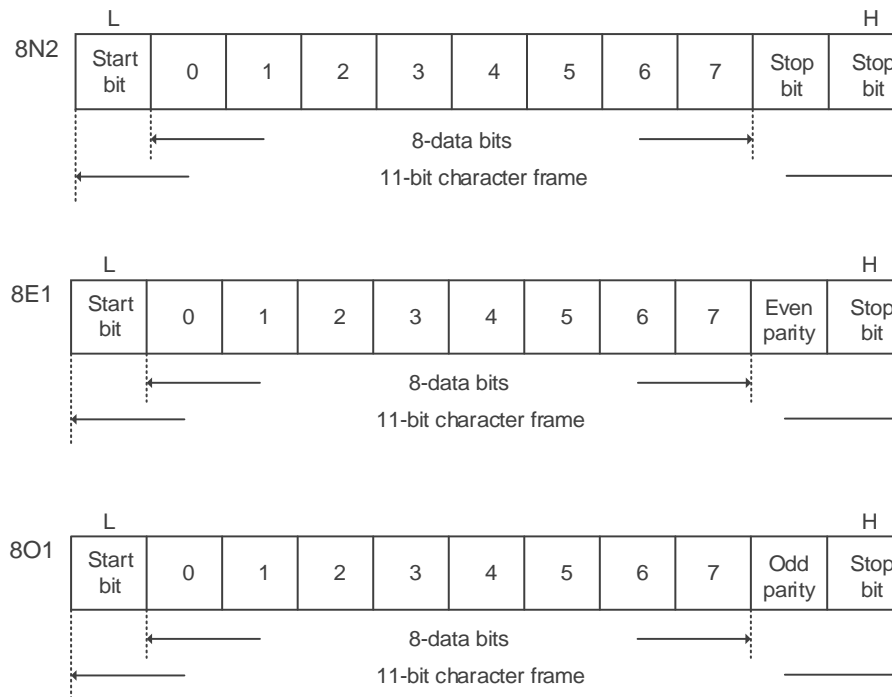 L H
8N2 Start bit 0 1 2 3 4 5 6 7 Stop bit Stop bit
8-data bits
11-bit character frame
L H
8E1 Start bit 0 1 2 3 4 5 6 7 Even parity Stop bit
8-data bits
11-bit character frame
L H
8O1 Start bit 0 1 2 3 4 5 6 7 Odd parity Stop bit
8-data bits
11-bit character frame